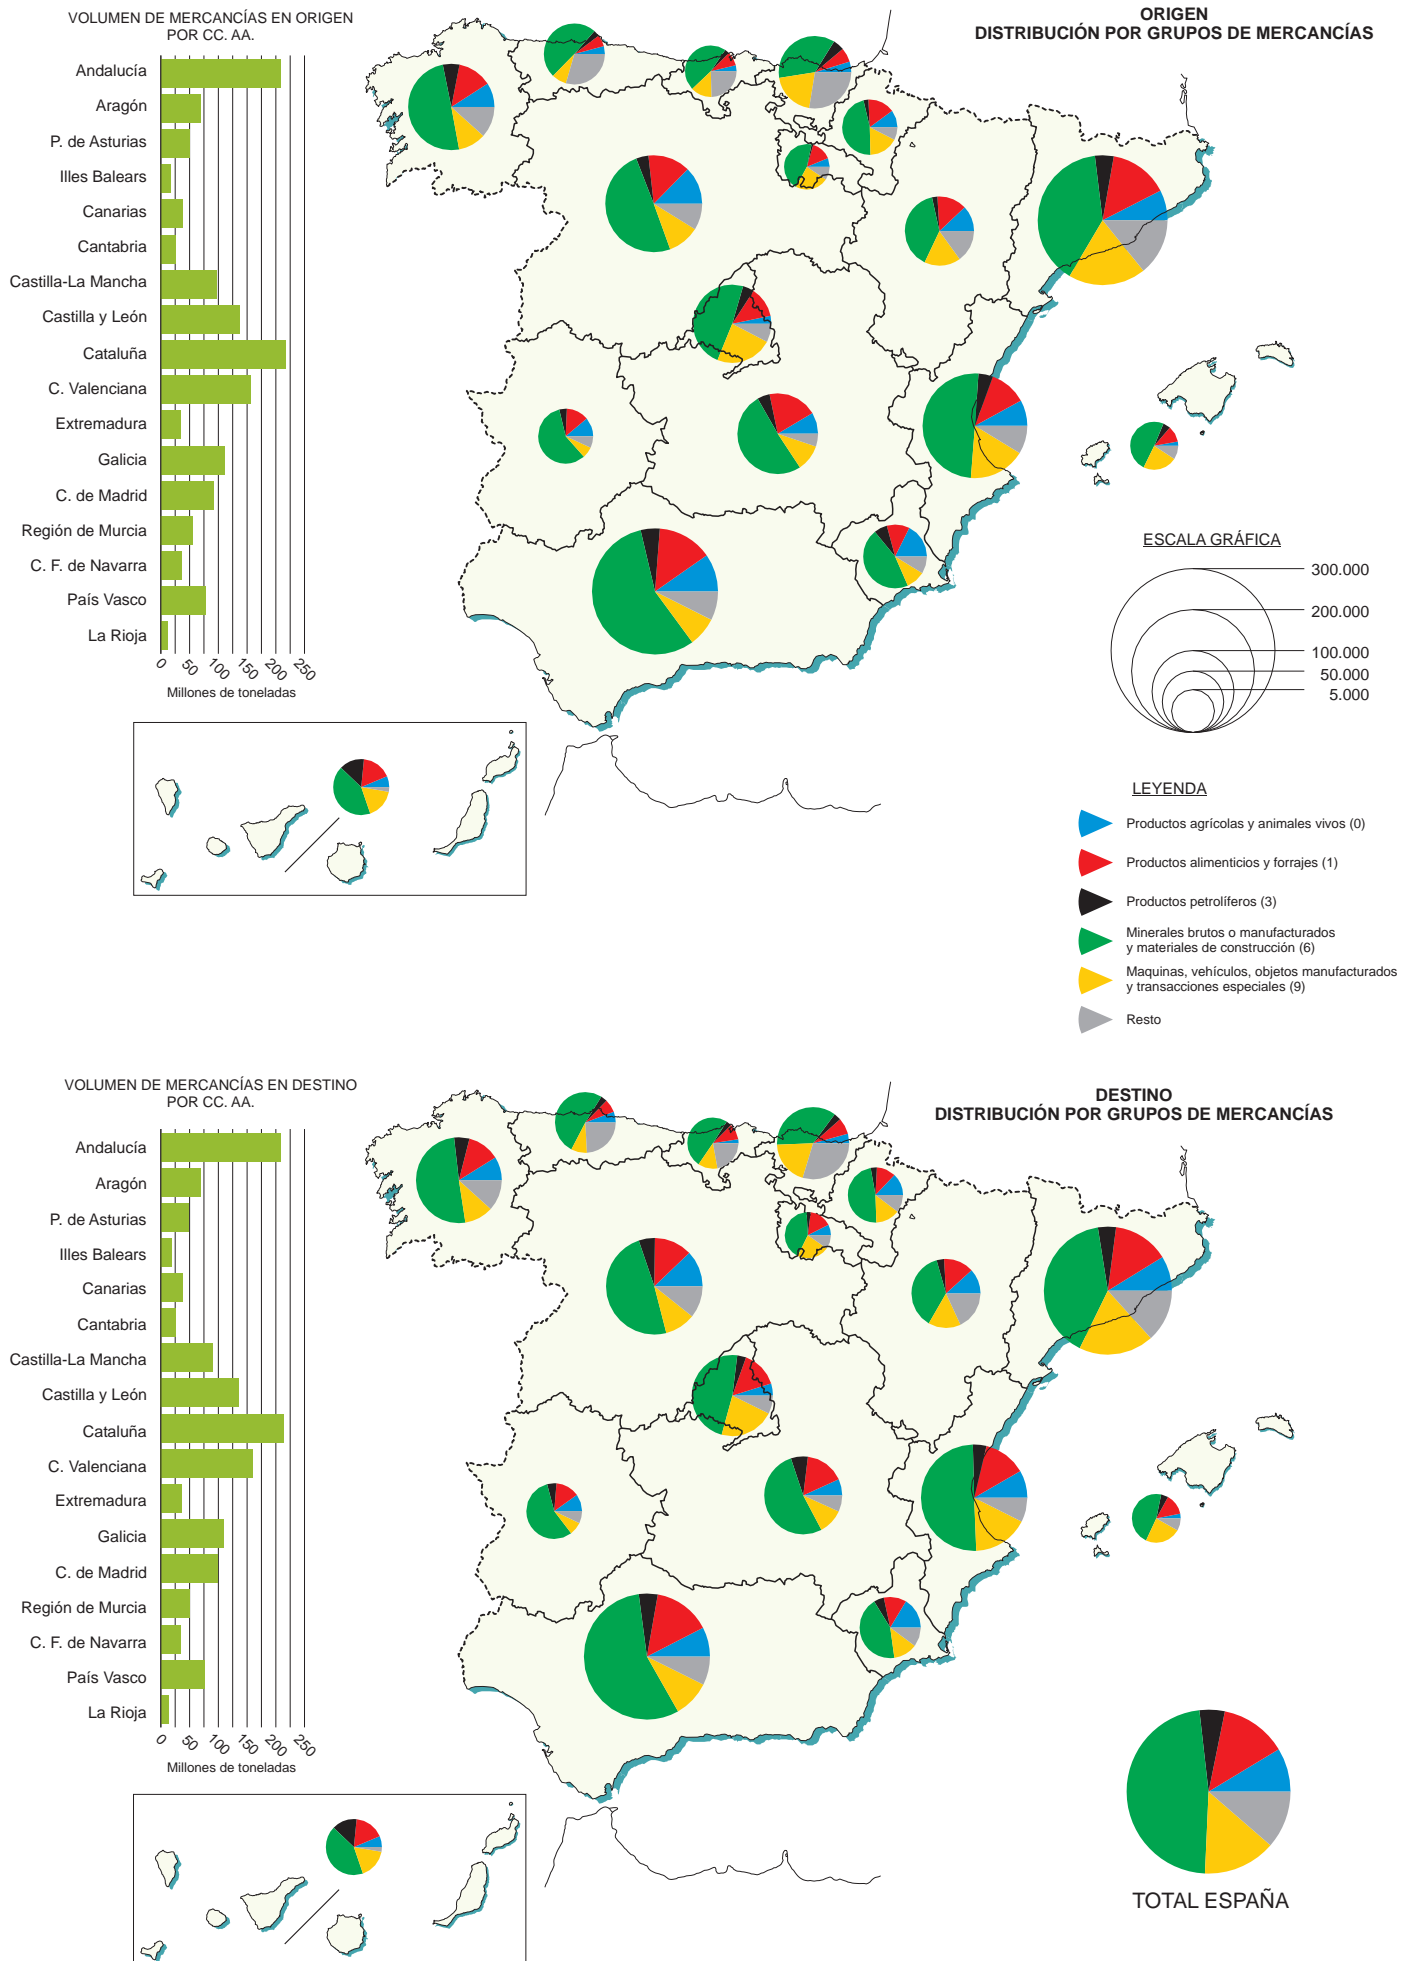 VOLUMEN DE MERCANCÍAS EN ORIGEN
POR CC. AA.
Andalucía
Aragón
P. de Asturias
Illes Balears
Canarias
Cantabria
Castilla-La Mancha
Castilla y León
Cataluña
C. Valenciana
Extremadura
Galicia
C. de Madrid
Región de Murcia
C. F. de Navarra
País Vasco
La Rioja
0 50 100 150 200 250
Millones de toneladas
ORIGEN
DISTRIBUCIÓN POR GRUPOS DE MERCANCÍAS
ESCALA GRÁFICA
300.000
200.000
100.000
50.000
5.000
LEYENDA
Productos agrícolas y animales vivos (0)
Productos alimenticios y forrajes (1)
Productos petrolíferos (3)
Minerales brutos o manufacturados
y materiales de construcción (6)
Maquinas, vehículos, objetos manufacturados
y transacciones especiales (9)
Resto
VOLUMEN DE MERCANCÍAS EN DESTINO
POR CC. AA.
Andalucía
Aragón
P. de Asturias
Illes Balears
Canarias
Cantabria
Castilla-La Mancha
Castilla y León
Cataluña
C. Valenciana
Extremadura
Galicia
C. de Madrid
Región de Murcia
C. F. de Navarra
País Vasco
La Rioja
0 50 100 150 200 250
Millones de toneladas
DESTINO
DISTRIBUCIÓN POR GRUPOS DE MERCANCÍAS
TOTAL ESPAÑA